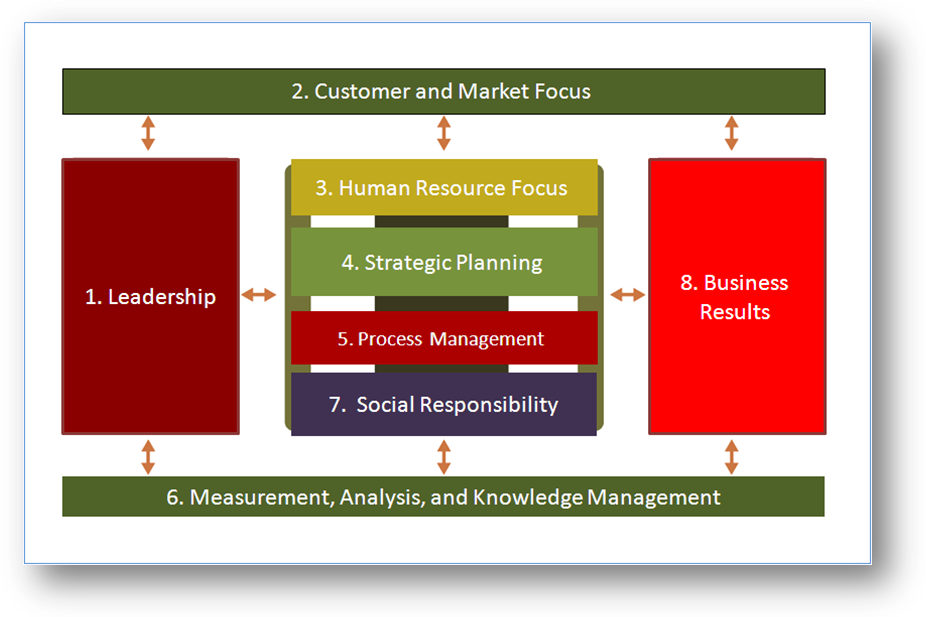 2. Customer and Market Focus
1. Leadership
3. Human Resource Focus
4. Strategic Planning
5. Process Management
7. Social Responsibility
8. Business
Results
6. Measurement, Analysis, and Knowledge Management